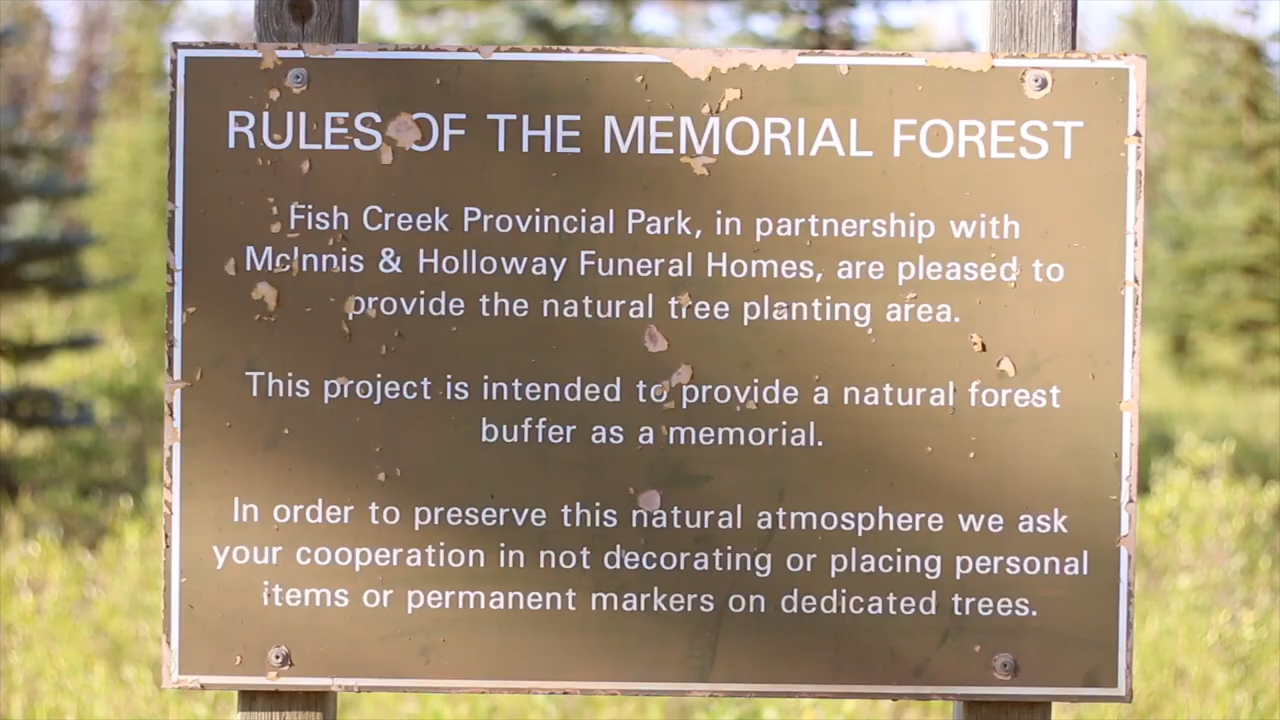 RULES OF THE MEMORIAL FOREST
Fish Creek Provincial Park, in partnership with
McInnis & Holloway Funeral Homes, are pleased to
provide the natural tree planting area.
This project is intended to provide a natural forest
buffer as a memorial.
In order to preserve this natural atmosphere we ask
your cooperation in not decorating or placing personal
items or permanent markers on dedicated trees.